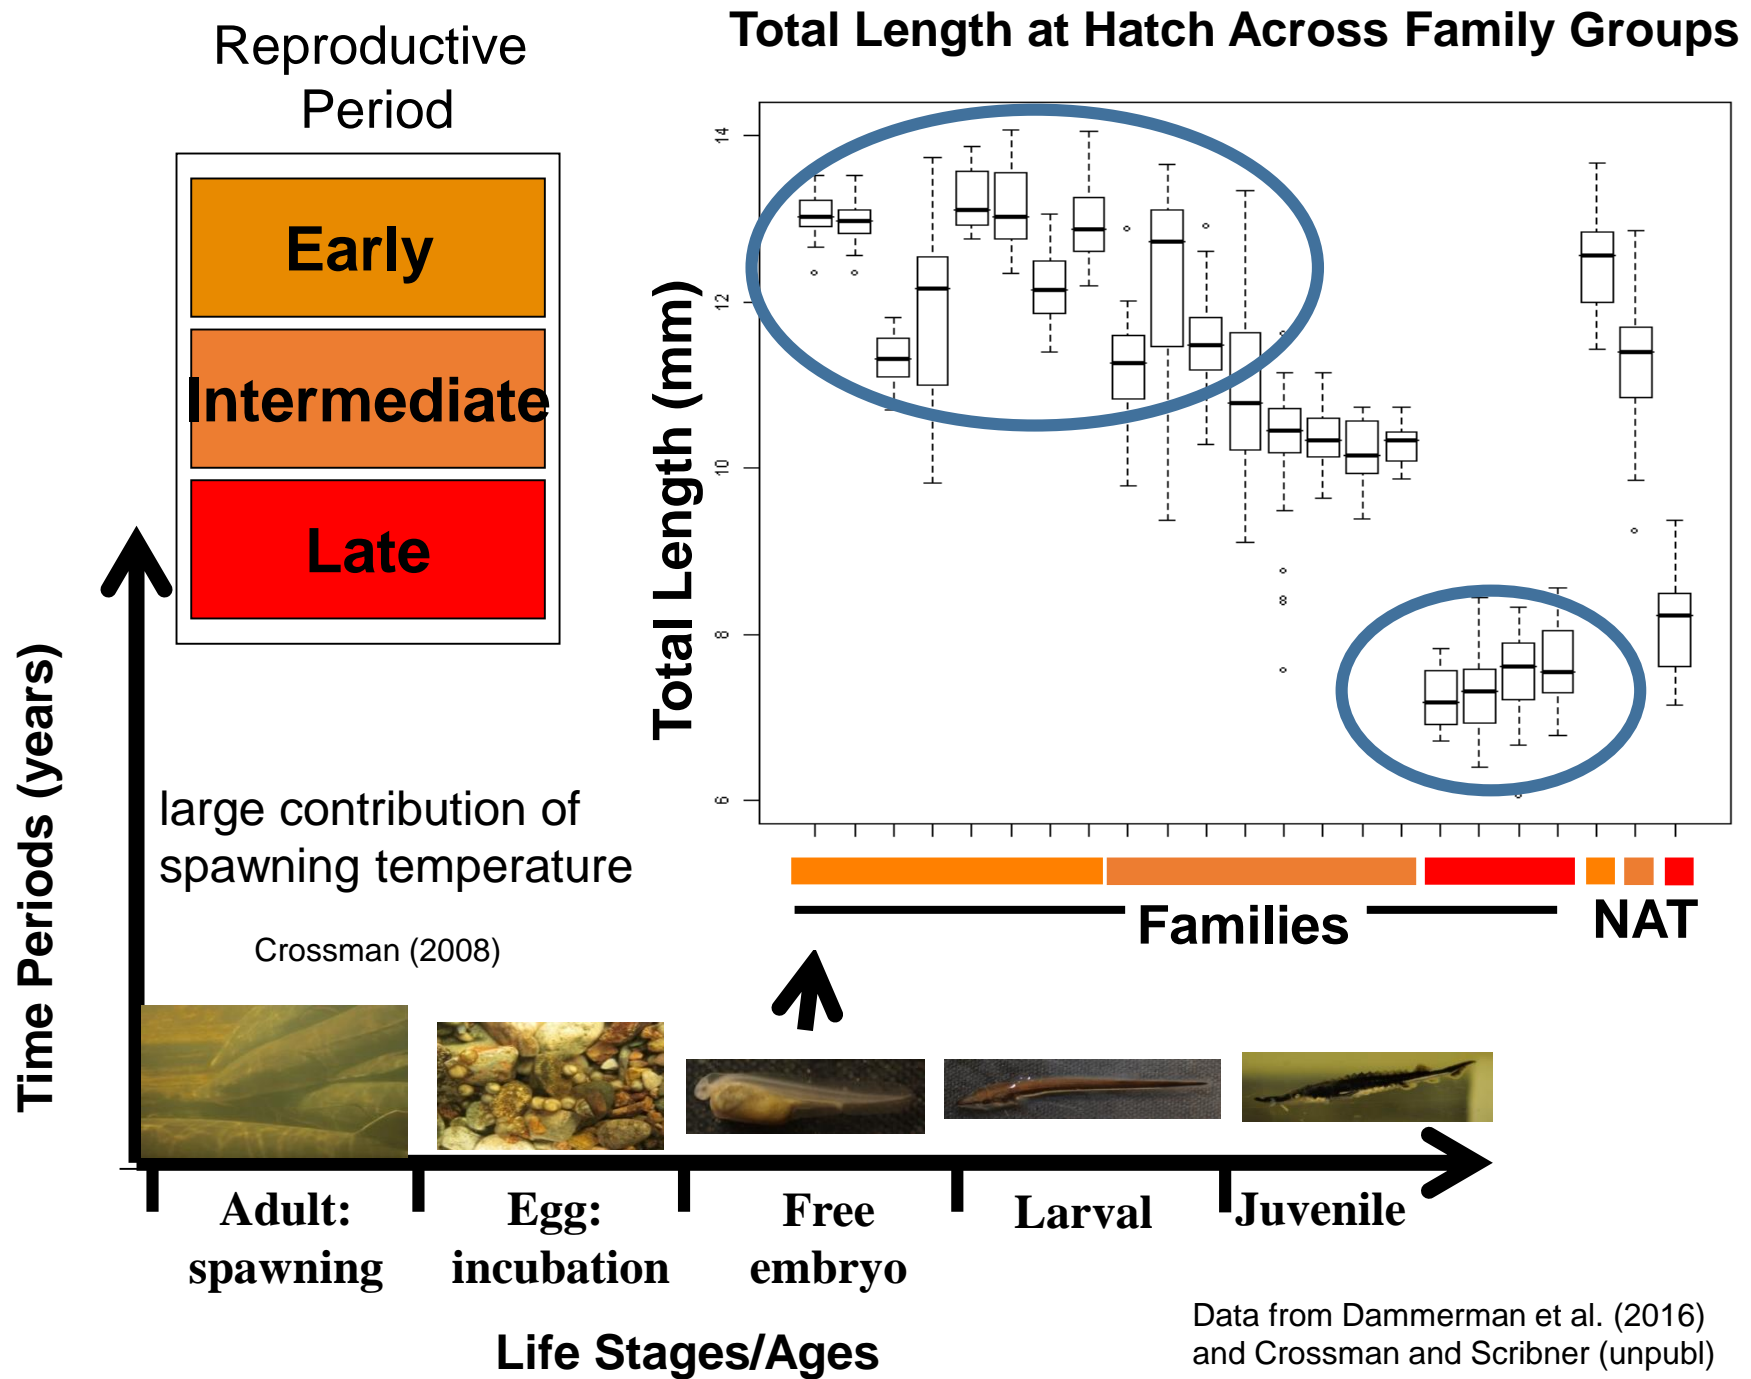 Reproductive
Period
Early
Intermediate
Late
Total Length at Hatch Across Family Groups
Total Length (mm)
14
12
10
8
6
Families
NAT
Time Periods (years)
large contribution of
spawning temperature
Crossman (2008)
Adult:
spawning
Egg:
incubation
Free
embryo
Larval
Juvenile
Life Stages/Ages
Data from Dammerman et al. (2016)
and Crossman and Scribner (unpubl)